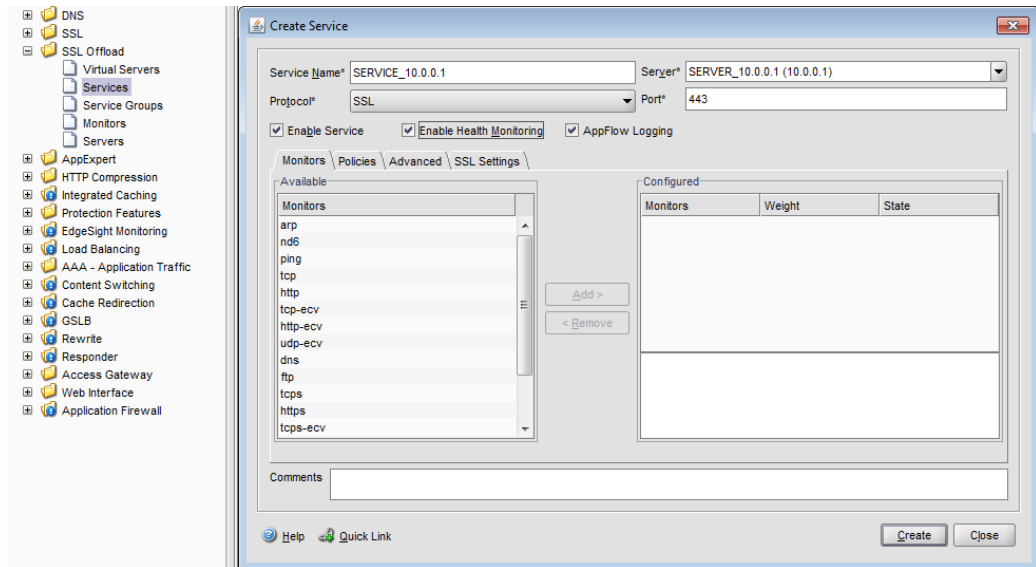 DNS
SSL
SSL Offload
Virtual Servers
Services
Service Groups
Monitors
Servers
AppExpert
HTTP Compression
Integrated Caching
Protection Features
EdgeSight Monitoring
Load Balancing
AAA - Application Traffic
Content Switching
Cache Redirection
GSLB
Rewrite
Responder
Access Gateway
Web Interface
Application Firewall
Create Service
Service Name* SERVICE_10.0.0.1 Server* SERVER_10.0.0.1 (10.0.0.1)
Protocol* SSL Port* 443
Enable Service Enable Health Monitoring AppFlow Logging
Monitors Policies Advanced SSL Settings
Available
Monitors
arp
nd6
ping
tcp
http
tcp-ecv
http-ecv
udp-ecv
dns
ftp
tcps
https
tcps-ecv
Add >
< Remove
Configured
Monitors Weight State
Comments
Help Quick Link Create Close